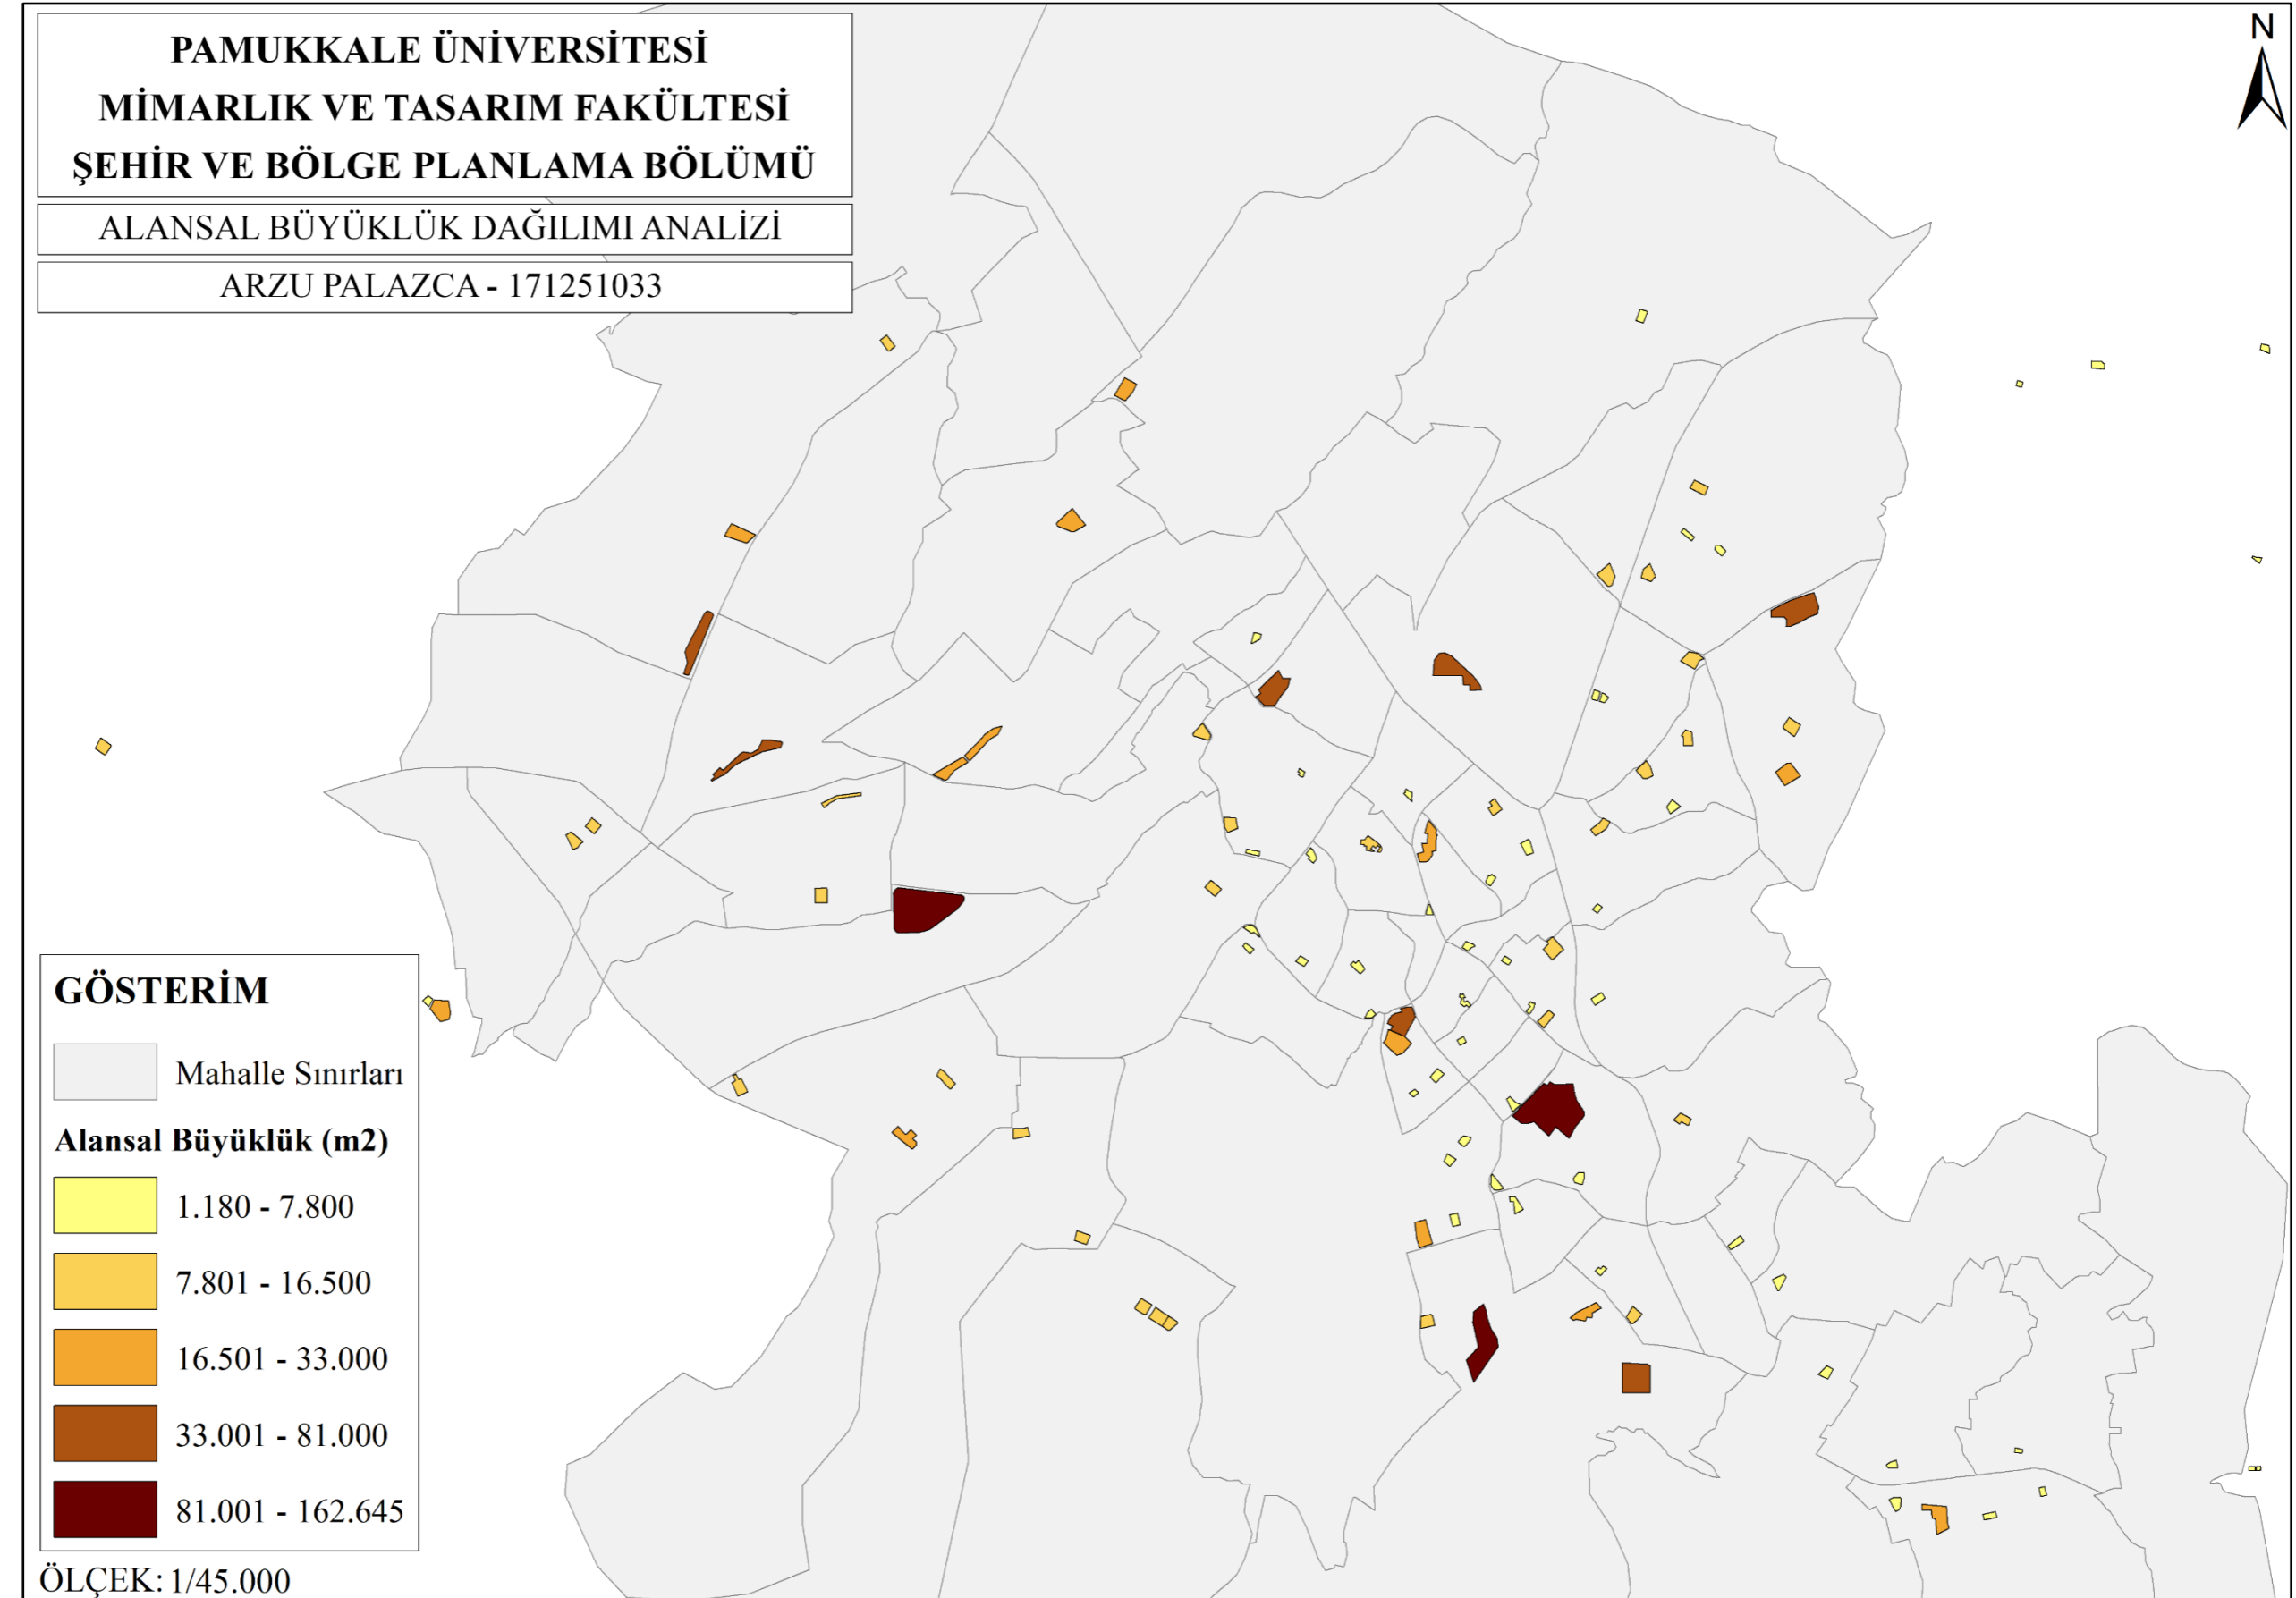 PAMUKKALE ÜNİVERSİTESİ
MİMARLIK VE TASARIM FAKÜLTESİ
ŞEHİR VE BÖLGE PLANLAMA BÖLÜMÜ
ALANSAL BÜYÜKLÜK DAĞILIMI ANALİZİ
ARZU PALAZCA - 171251033
N
GÖSTERİM
Mahalle Sınırları
Alansal Büyüklük (m2)
1.180 - 7.800
7.801 - 16.500
16.501 - 33.000
33.001 - 81.000
81.001 - 162.645
ÖLÇEK: 1/45.000